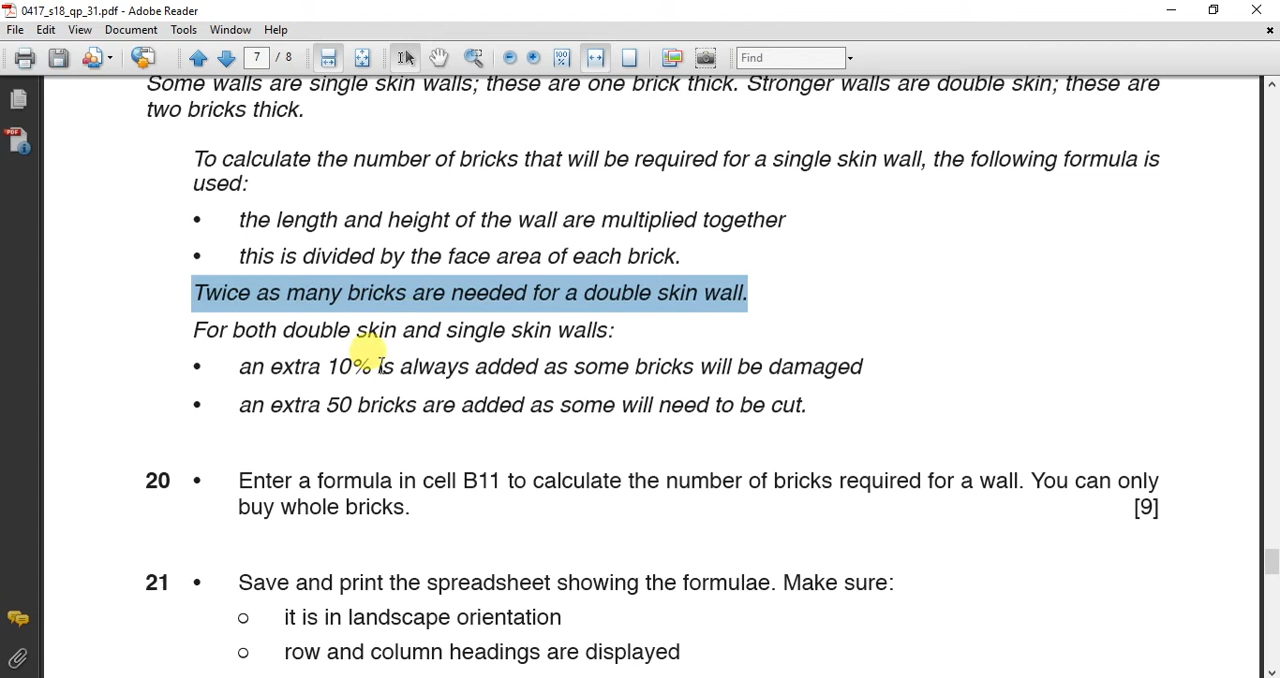 0417_s18_qp_31.pdf - Adobe Reader
File Edit View Document Tools Window Help
7 / 8 Find
Some walls are single skin walls; these are one brick thick. Stronger walls are double skin; these are
two bricks thick.
To calculate the number of bricks that will be required for a single skin wall, the following formula is
used:
• the length and height of the wall are multiplied together
• this is divided by the face area of each brick.
Twice as many bricks are needed for a double skin wall.
For both double skin and single skin walls:
• an extra 10% is always added as some bricks will be damaged
• an extra 50 bricks are added as some will need to be cut.
20 • Enter a formula in cell B11 to calculate the number of bricks required for a wall. You can only
buy whole bricks. [9]
21 • Save and print the spreadsheet showing the formulae. Make sure:
o it is in landscape orientation
o row and column headings are displayed